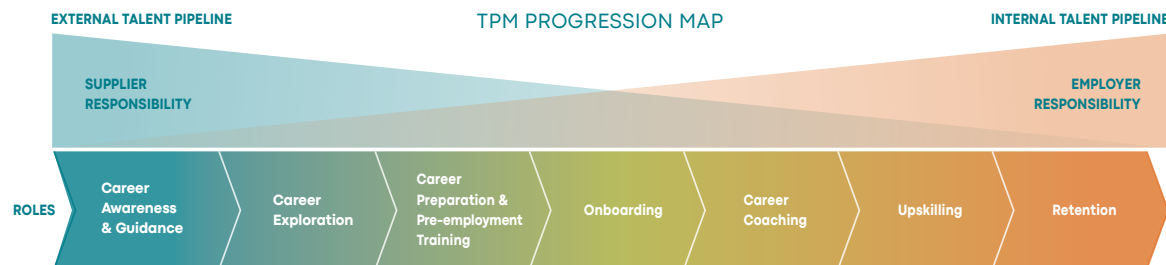 EXTERNAL TALENT PIPELINE
TPM PROGRESSION MAP
INTERNAL TALENT PIPELINE
SUPPLIER
RESPONSIBILITY
EMPLOYER
RESPONSIBILITY
ROLES
Career
Awareness
& Guidance
Career
Exploration
Career
Preparation &
Pre-employment
Training
Onboarding
Career
Coaching
Upskilling
Retention